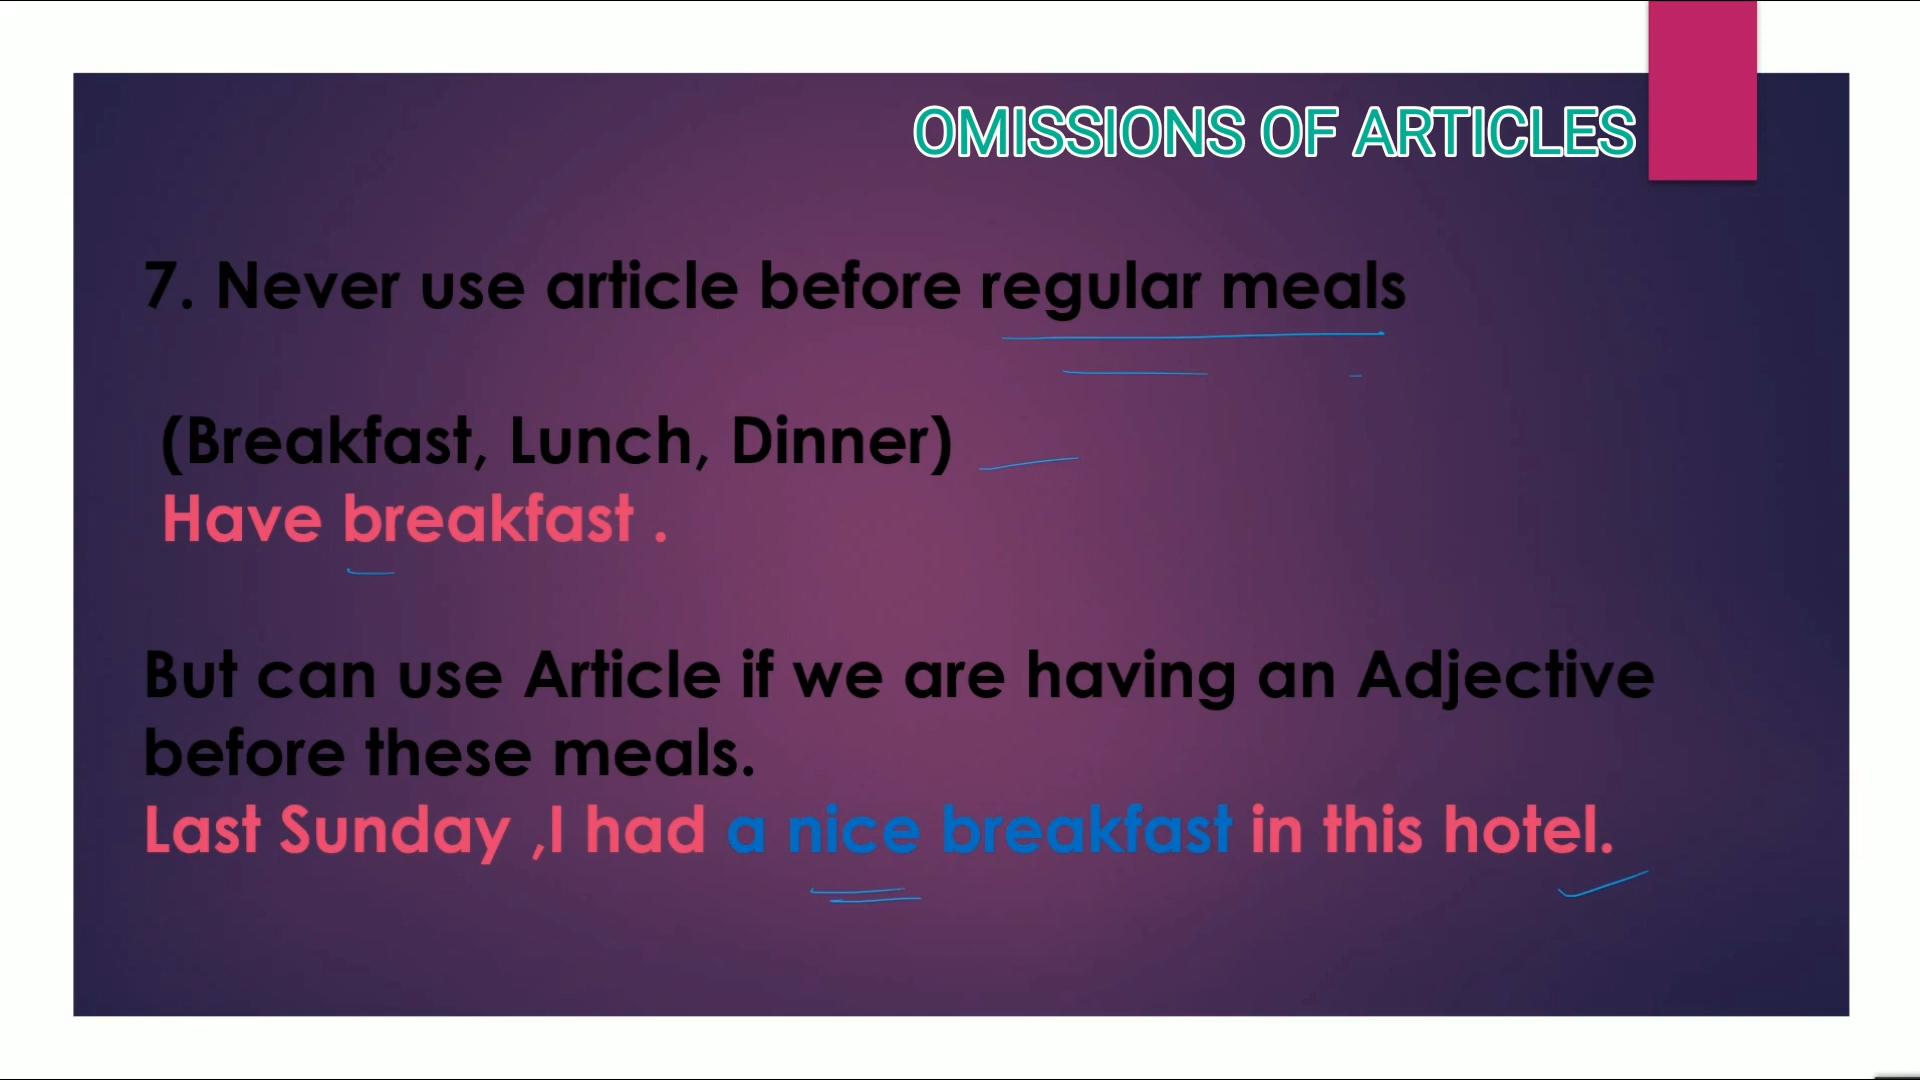 OMISSIONS OF ARTICLES
7. Never use article before regular meals
(Breakfast, Lunch, Dinner)
Have breakfast .
But can use Article if we are having an Adjective
before these meals.
Last Sunday ,I had a nice breakfast in this hotel.